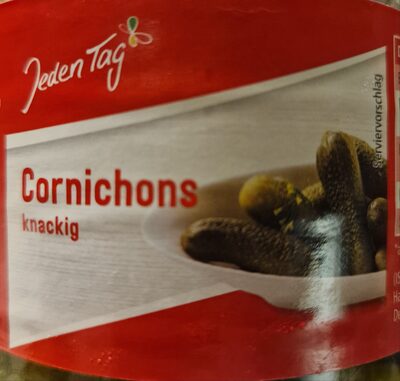 Jeden Tag
Cornichons
knackig
Serviervorschlag